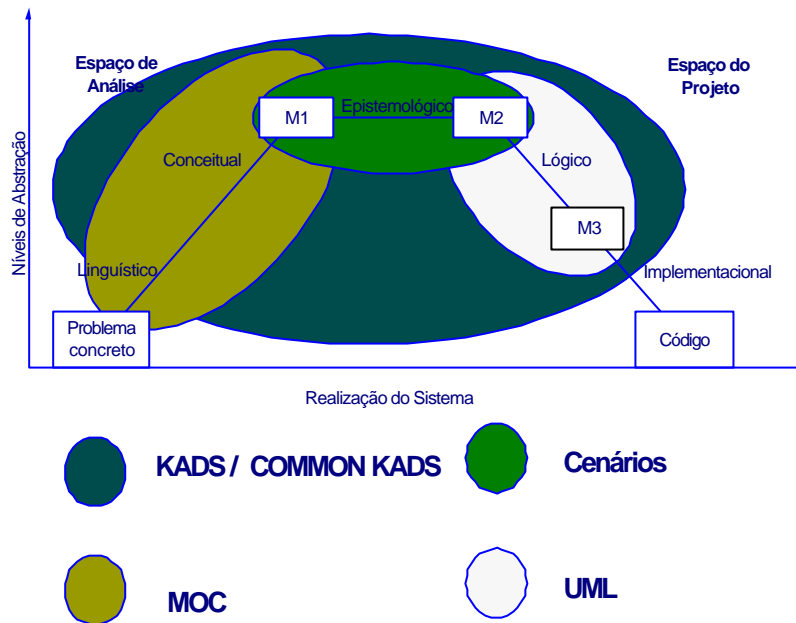 Espaço de
Análise
Espaço do
Projeto
M1
Epistemológico
M2
Níveis de Abstração
Conceitual
Lógico
M3
Linguístico
Implementacional
Problema
concreto
Código
Realização do Sistema
KADS / COMMON KADS
Cenários
MOC
UML